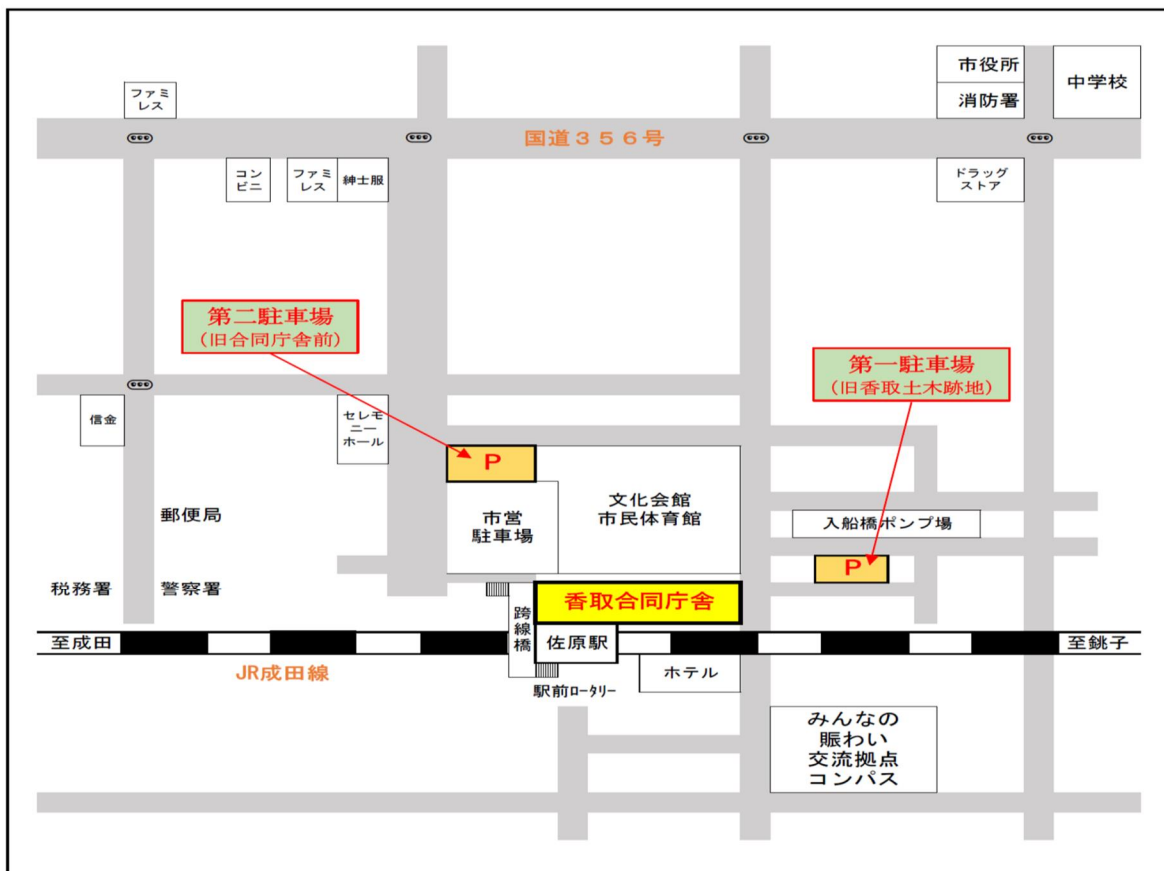 市役所
中学校
消防署
ファミ
レス
国道３５６号
コン
ビニ
ファミ
レス
紳士服
ドラッグ
ストア
第二駐車場
（旧合同庁舎前）
第一駐車場
（旧香取土木跡地）
信金
セレモ
ニー
ホール
P
文化会館
市民体育館
郵便局
市営
駐車場
入船橋ポンプ場
P
税務署
警察署
香取合同庁舎
跨線橋
佐原駅
至成田
至銚子
JR成田線
ホテル
駅前ﾛｰﾀﾘｰ
みんなの
賑わい
交流拠点
コンパス